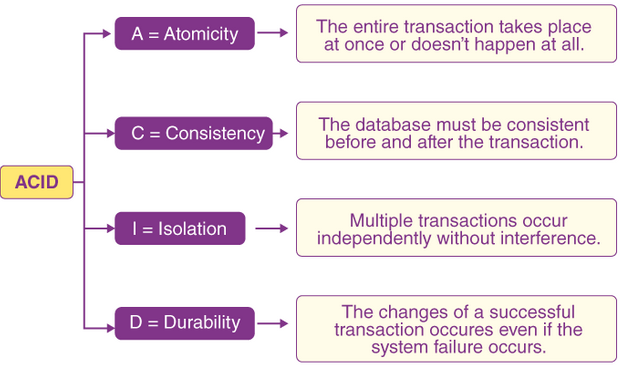 A = Atomicity
The entire transaction takes place
at once or doesn't happen at all.
C = Consistency
The database must be consistent
before and after the transaction.
ACID
I = Isolation
Multiple transactions occur
independently without interference.
D = Durability
The changes of a successful
transaction occures even if the
system failure occurs.